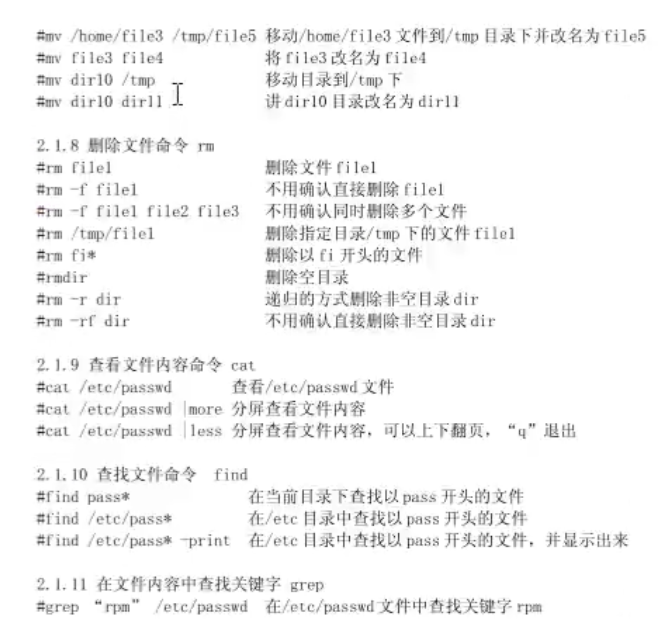 #mv /home/file3 /tmp/file5 移动/home/file3 文件到/tmp 目录下并改名为 file5
#mv file3 file4 将 file3 改名为 file4
#mv dir10 /tmp 移动目录到/tmp 下
#mv dir10 dir11 讲 dir10 目录改名为 dir11
2.1.8 删除文件命令 rm
#rm file1 删除文件 file1
#rm -f file1 不用确认直接删除 file1
#rm -f file1 file2 file3 不用确认同时删除多个文件
#rm /tmp/file1 删除指定目录/tmp 下的文件 file1
#rm fi* 删除以 fi 开头的文件
#rmdir 删除空目录
#rm -r dir 递归的方式删除非空目录 dir
#rm -rf dir 不用确认直接删除非空目录 dir
2.1.9 查看文件内容命令 cat
#cat /etc/passwd 查看/etc/passwd 文件
#cat /etc/passwd |more 分屏查看文件内容
#cat /etc/passwd |less 分屏查看文件内容，可以上下翻页，“q”退出
2.1.10 查找文件命令 find
#find pass* 在当前目录下查找以 pass 开头的文件
#find /etc/pass* 在/etc 目录中查找以 pass 开头的文件
#find /etc/pass* -print 在/etc 目录中查找以 pass 开头的文件，并显示出来
2.1.11 在文件内容中查找关键字 grep
#grep “rpm” /etc/passwd 在/etc/passwd 文件中查找关键字 rpm